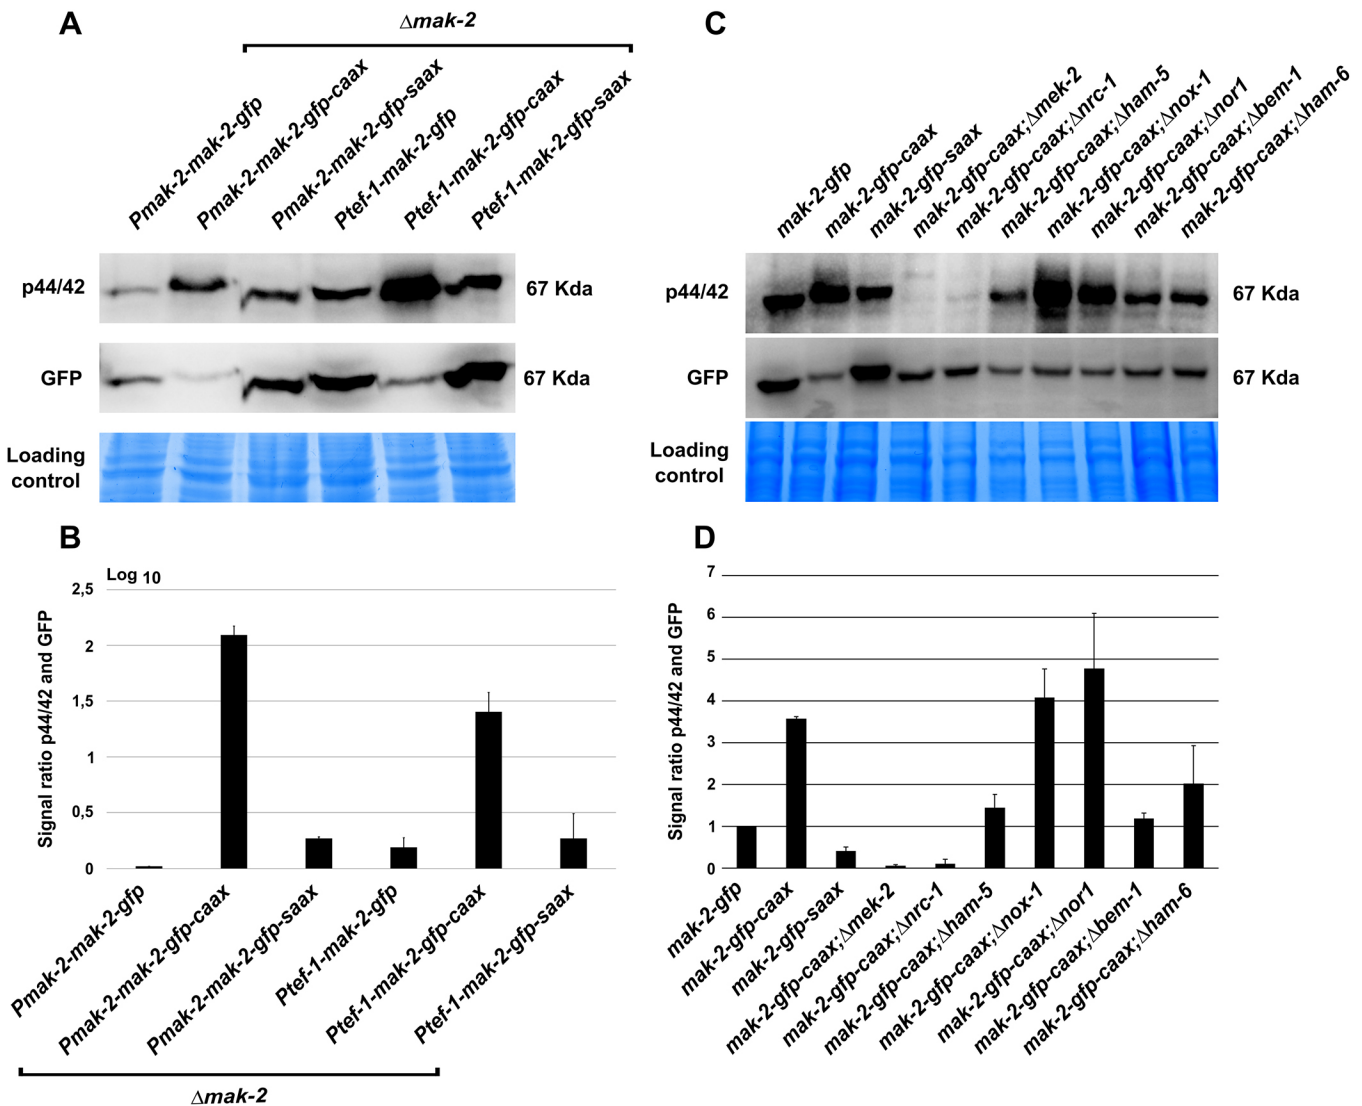 A
Δmak-2
Pmak-2-mak-2-gfp
Pmak-2-mak-2-gfp-caax
Pmak-2-mak-2-gfp-saax
Ptef-1-mak-2-gfp
Ptef-1-mak-2-gfp-caax
Ptef-1-mak-2-gfp-saax
p44/42
67 Kda
GFP
67 Kda
Loading
control
C
mak-2-gfp
mak-2-gfp-caax
mak-2-gfp-saax
mak-2-gfp-caax;Δmek-2
mak-2-gfp-caax;Δnrc-1
mak-2-gfp-caax;Δham-5
mak-2-gfp-caax;Δnox-1
mak-2-gfp-caax;Δnor1
mak-2-gfp-caax;Δbem-1
mak-2-gfp-caax;Δham-6
p44/42
67 Kda
GFP
67 Kda
Loading
control
B
Log 10
Signal ratio p44/42 and GFP
2,5
2
1,5
1
0,5
0
Pmak-2-mak-2-gfp
Pmak-2-mak-2-gfp-caax
Pmak-2-mak-2-gfp-saax
Ptef-1-mak-2-gfp
Ptef-1-mak-2-gfp-caax
Ptef-1-mak-2-gfp-saax
Δmak-2
D
Signal ratio p44/42 and GFP
7
6
5
4
3
2
1
0
mak-2-gfp
mak-2-gfp-caax
mak-2-gfp-saax
mak-2-gfp-caax;Δmek-2
mak-2-gfp-caax;Δnrc-1
mak-2-gfp-caax;Δham-5
mak-2-gfp-caax;Δnox-1
mak-2-gfp-caax;Δnor1
mak-2-gfp-caax;Δbem-1
mak-2-gfp-caax;Δham-6